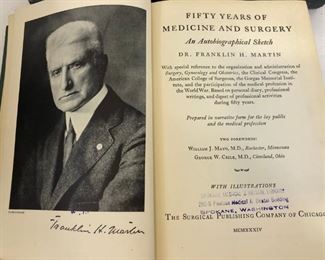 Franklin H. Martin
FIFTY YEARS OF
MEDICINE AND SURGERY
An Autobiographical Sketch
DR. FRANKLIN H. MARTIN
With special reference to the organization and administration of
Surgery, Gynecology and Obstetrics, the Clinical Congress, the
American College of Surgeons, the Gorgas Memorial Insti-
tute, and the participation of the medical profession in
the World War. Based on personal diary, professional
writings, and digest of professional activities
during fifty years.
Prepared in narrative form for the laity public
and the medical profession
TWO FOREWORDS:
WILLIAM J. MAYO, M.D., Rochester, Minnesota
GEORGE W. CRILE, M.D., Cleveland, Ohio
WITH ILLUSTRATIONS
SPOKANE, WASHINGTON
THE SURGICAL PUBLISHING COMPANY OF CHICAGO
MCMXXXIV